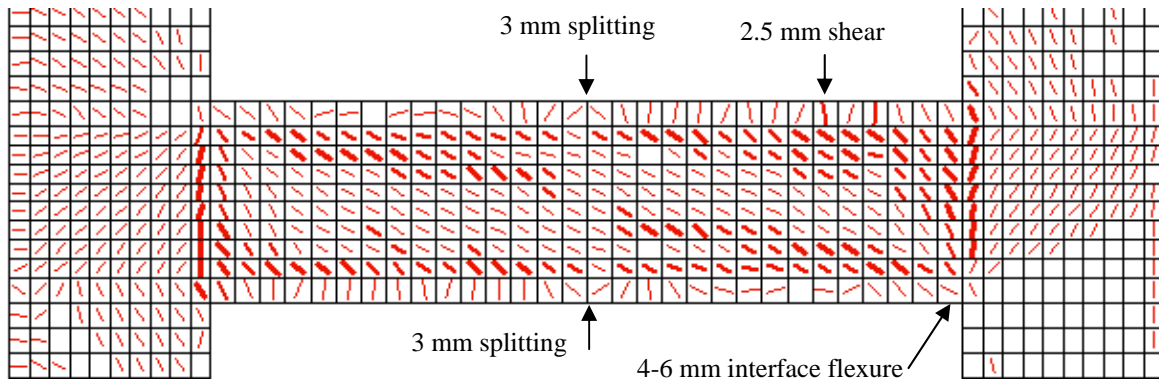 3 mm splitting
2.5 mm shear
3 mm splitting
4-6 mm interface flexure